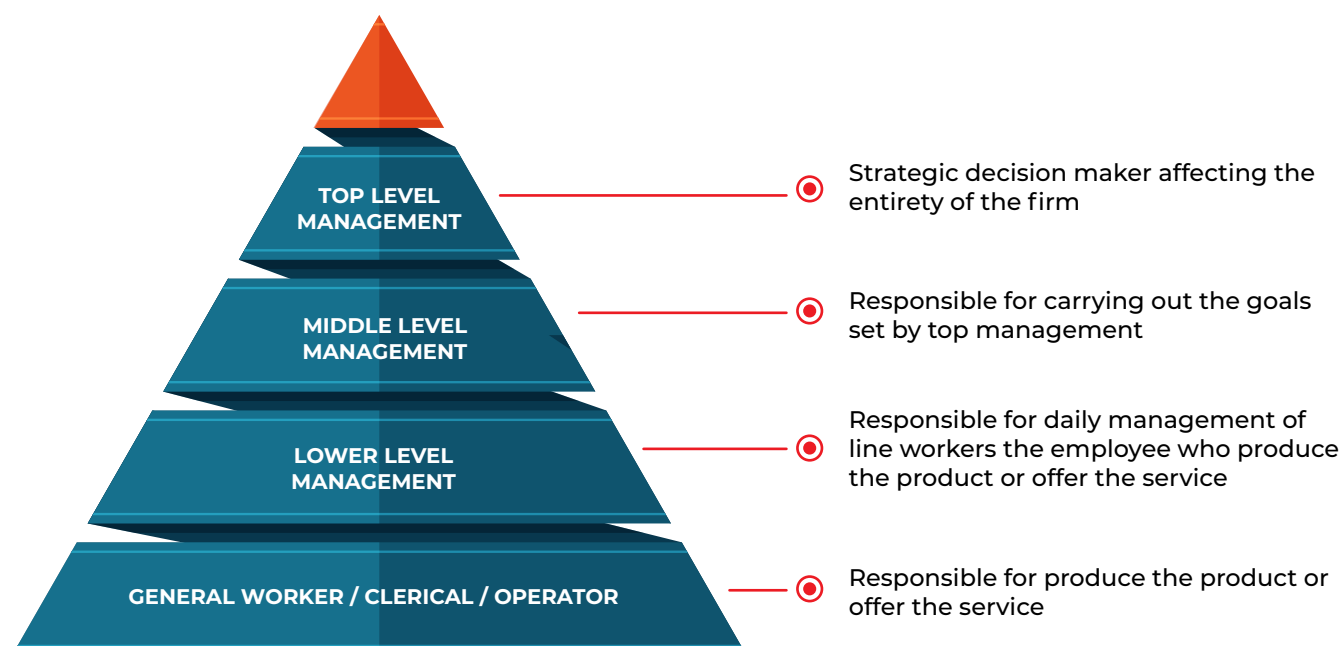 TOP LEVEL
MANAGEMENT
Strategic decision maker affecting the
entirety of the firm
MIDDLE LEVEL
MANAGEMENT
Responsible for carrying out the goals
set by top management
LOWER LEVEL
MANAGEMENT
Responsible for daily management of
line workers the employee who produce
the product or offer the service
GENERAL WORKER / CLERICAL / OPERATOR
Responsible for produce the product or
offer the service